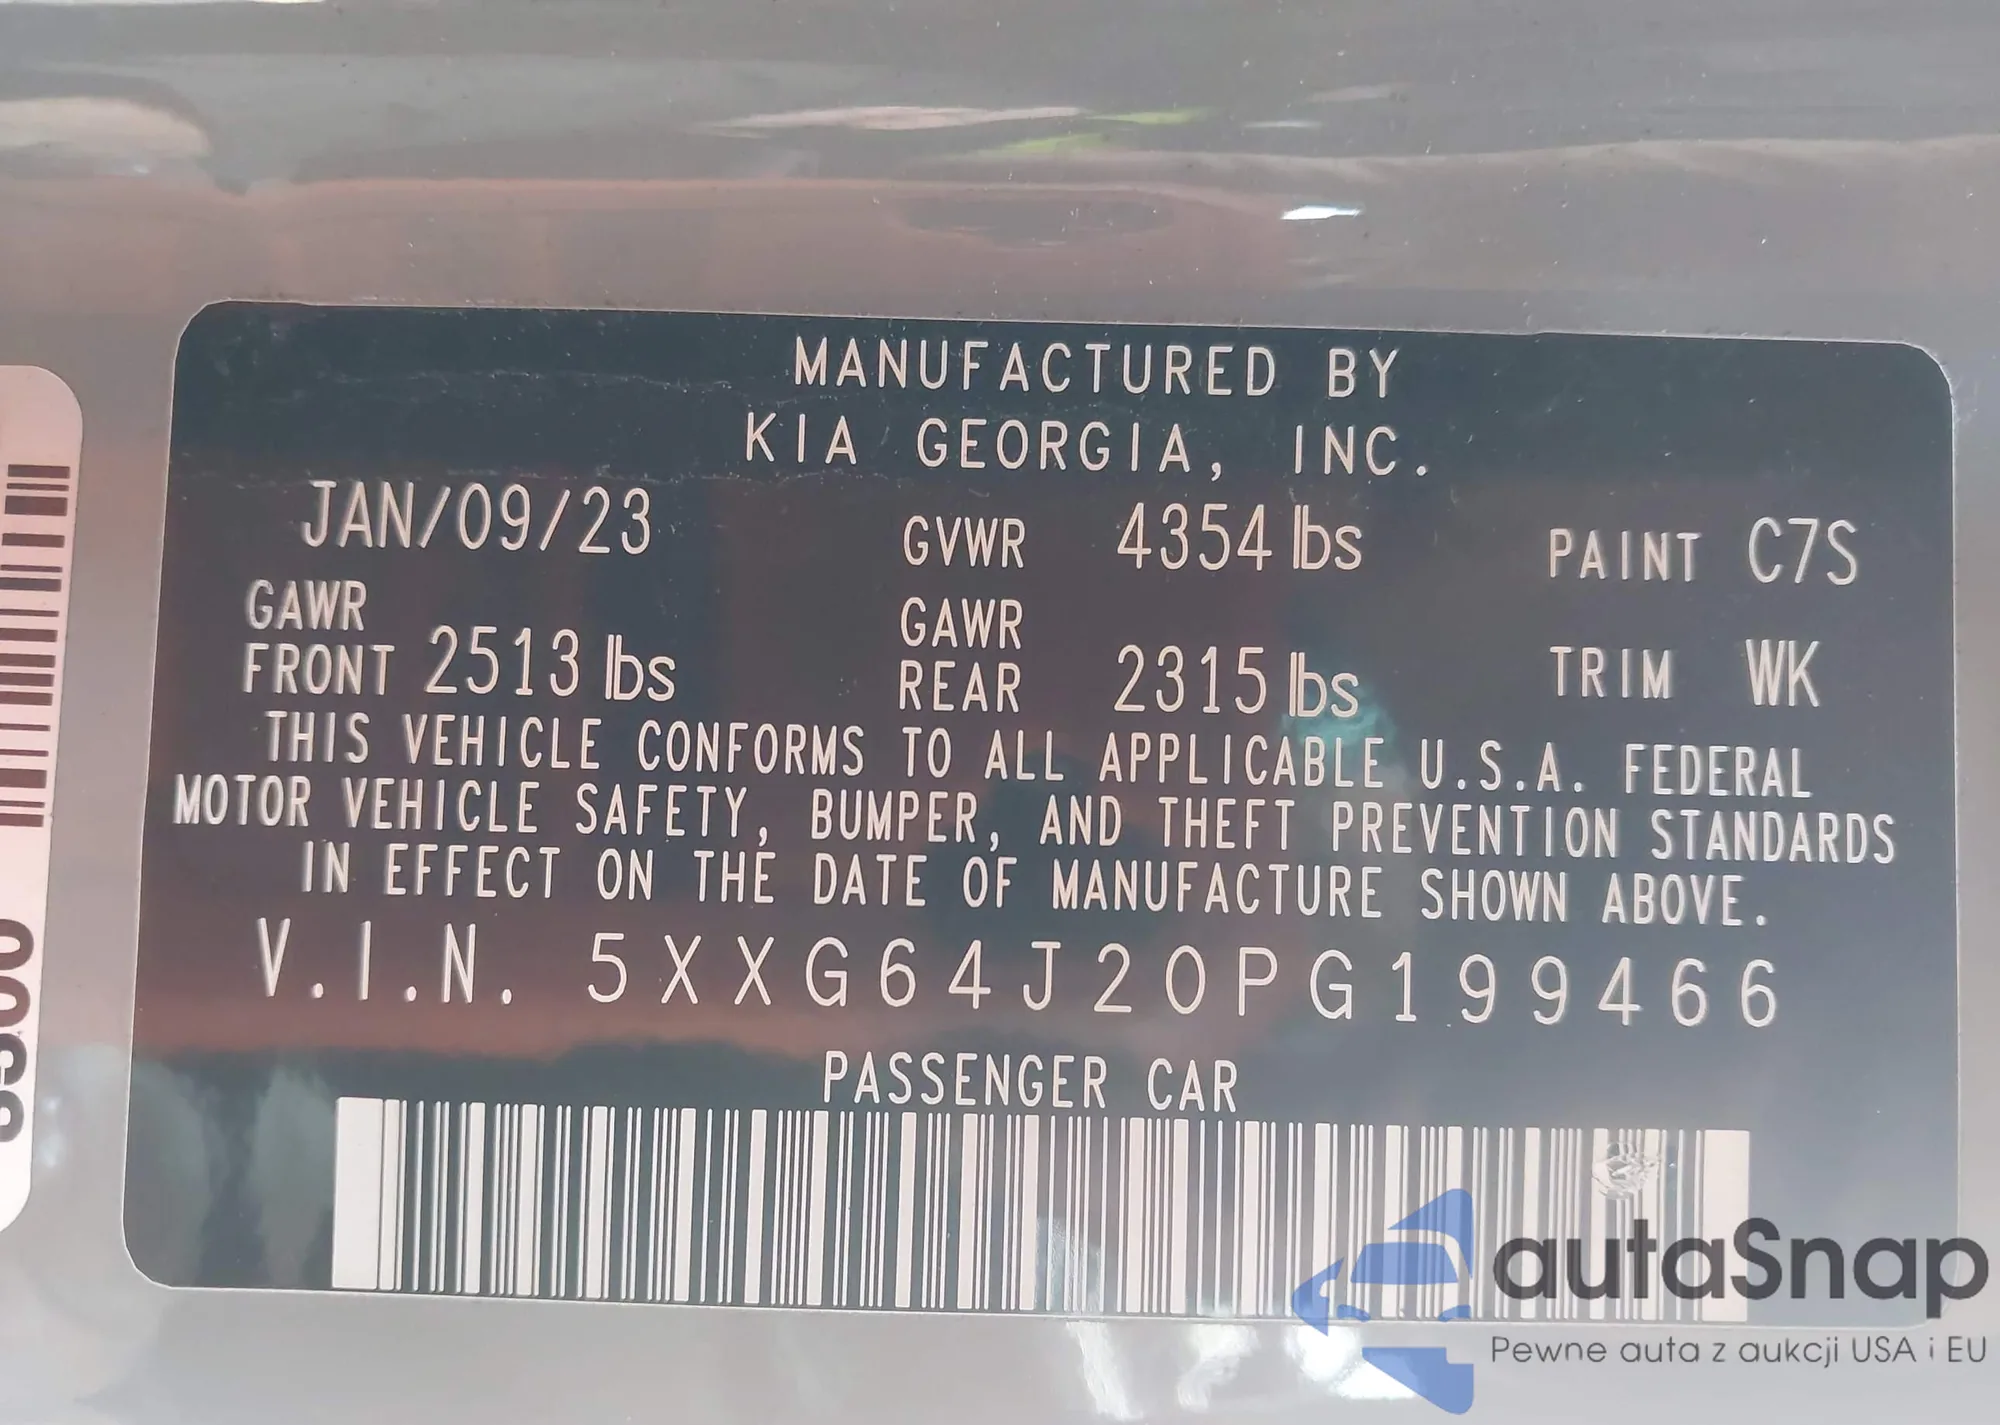 MANUFACTURED BY
KIA GEORGIA, INC.
JAN/09/23 GVWR 4354 lbs PAINT C7S
GAWR FRONT 2513 lbs GAWR REAR 2315 lbs TRIM WK
THIS VEHICLE CONFORMS TO ALL APPLICABLE U.S.A. FEDERAL
MOTOR VEHICLE SAFETY, BUMPER, AND THEFT PREVENTION STANDARDS
IN EFFECT ON THE DATE OF MANUFACTURE SHOWN ABOVE.
V.I.N. 5XXG64J20PG199466
PASSENGER CAR
autaSnap
Pewne auta z aukcji USA i EU